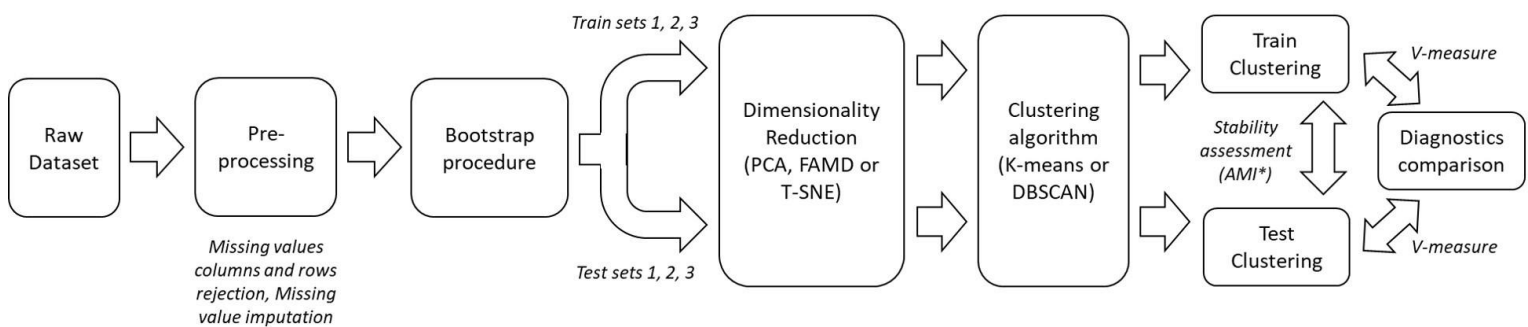 Raw
Dataset
Pre-
processing
Missing values
columns and rows
rejection, Missing
value imputation
Bootstrap
procedure
Train sets 1, 2, 3
Test sets 1, 2, 3
Dimensionality
Reduction
(PCA, FAMD or
T-SNE)
Clustering
algorithm
(K-means or
DBSCAN)
Train
Clustering
Stability
assessment
(AMI*)
Test
Clustering
V-measure
Diagnostics
comparison
V-measure